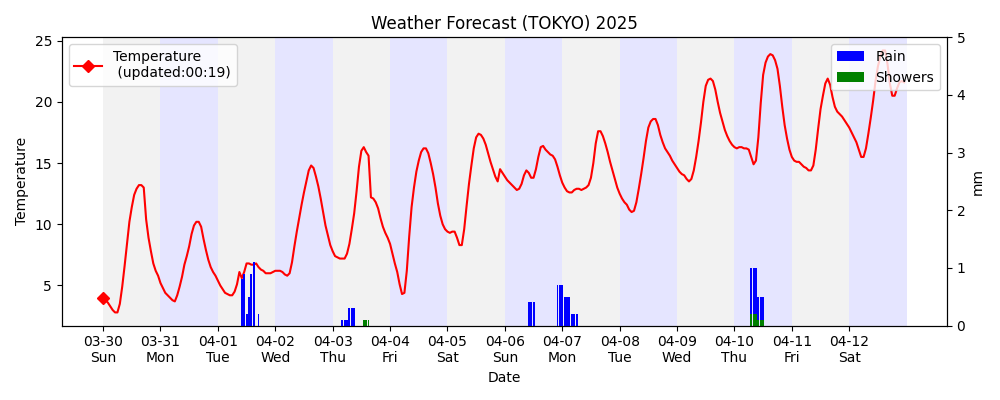 Weather Forecast (TOKYO) 2025
Temperature
(updated:00:19)
Rain
Showers
25
20
15
10
5
Temperature
5
4
3
2
1
0
mm
03-30 03-31 04-01 04-02 04-03 04-04 04-05 04-06 04-07 04-08 04-09 04-10 04-11 04-12
Sun Mon Tue Wed Thu Fri Sat Sun Mon Tue Wed Thu Fri Sat
Date